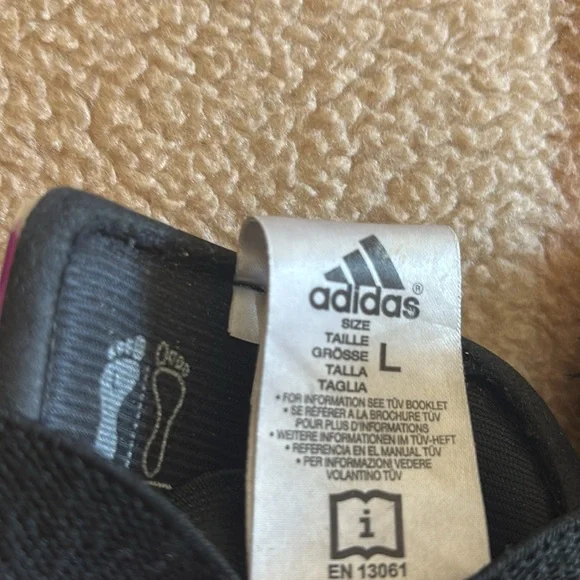 adidas®
SIZE
TAILLE
GRÖSSE L
TALLA
TAGLIA
• FOR INFORMATION SEE TÜV BOOKLET
• SE RÉFÉRER A LA BROCHURE TÜV
POUR PLUS D'INFORMATIONS
• WEITERE INFORMATIONEN IM TÜV-HEFT
• REFERENCIA EN EL MANUAL TÜV
• PER INFORMAZIONI VEDERE
VOLANTINO TÜV
i
EN 13061